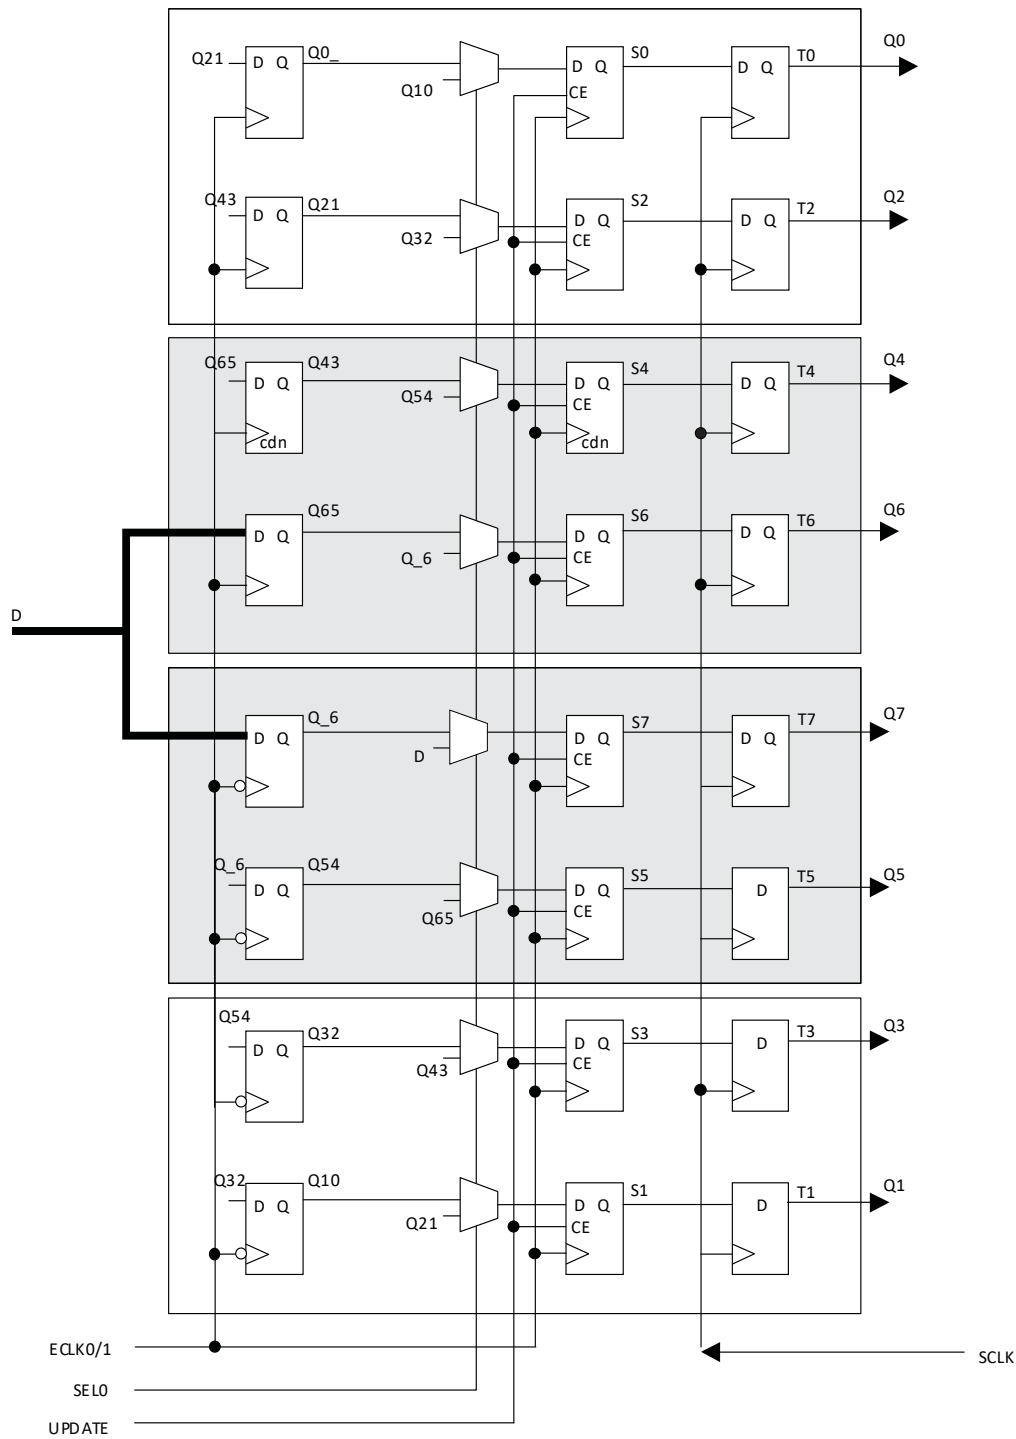 Q0
Q21 D Q Q0_ D Q S0 D Q T0
Q10 CE
Q2
Q43 D Q Q21 D Q S2 D Q T2
Q32 CE
Q4
Q65 D Q Q43 D Q S4 D Q T4
Q54 CE
cdn cdn
Q6
D Q Q65 D Q S6 D Q T6
Q_6 CE
D
Q7
D Q Q_6 D Q S7 D Q T7
D CE
Q_6 D Q Q54 D Q S5 D T5 Q5
Q65 CE
Q54 D Q Q32 D Q S3 D T3 Q3
Q43 CE
Q32 D Q Q10 D Q S1 D T1 Q1
Q21 CE
ECLK0/1
SCLK
SEL0
UPDATE